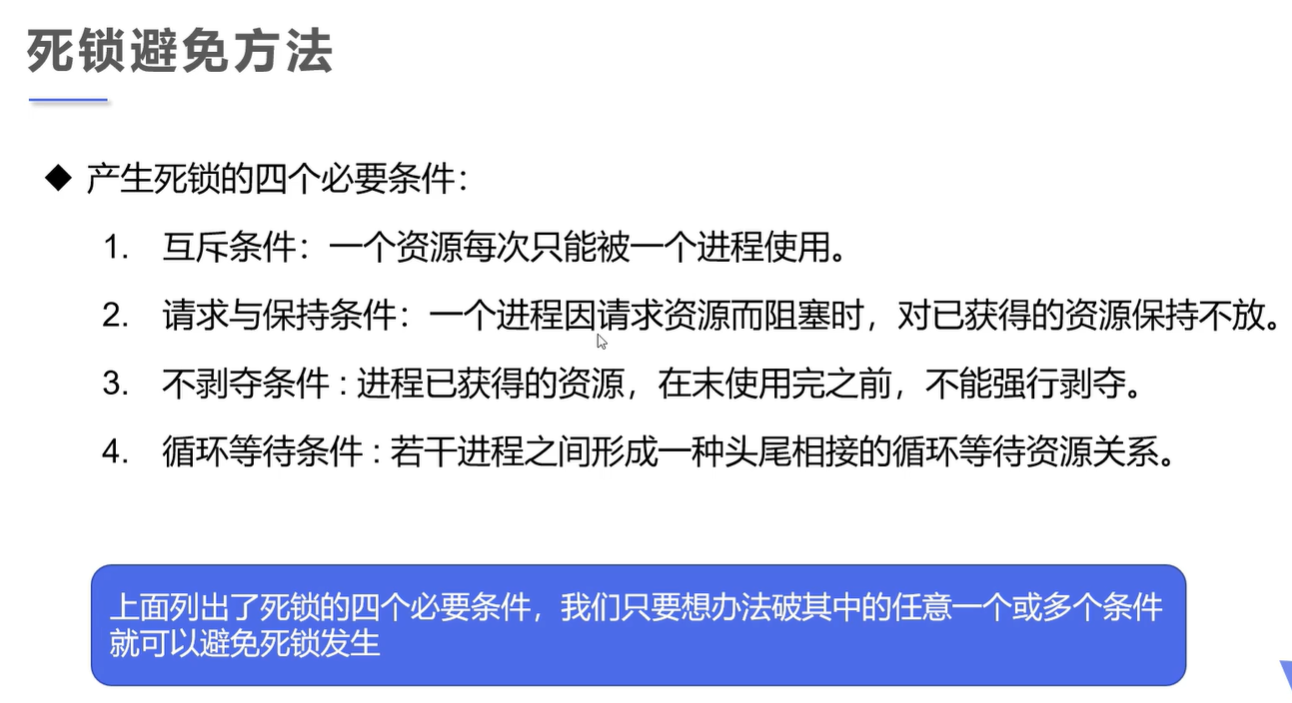 死锁避免方法
◆ 产生死锁的四个必要条件：
1. 互斥条件：一个资源每次只能被一个进程使用。
2. 请求与保持条件：一个进程因请求资源而阻塞时，对已获得的资源保持不放。
3. 不剥夺条件 : 进程已获得的资源，在末使用完之前，不能强行剥夺。
4. 循环等待条件 : 若干进程之间形成一种头尾相接的循环等待资源关系。
上面列出了死锁的四个必要条件，我们只要想办法破其中的任意一个或多个条件
就可以避免死锁发生